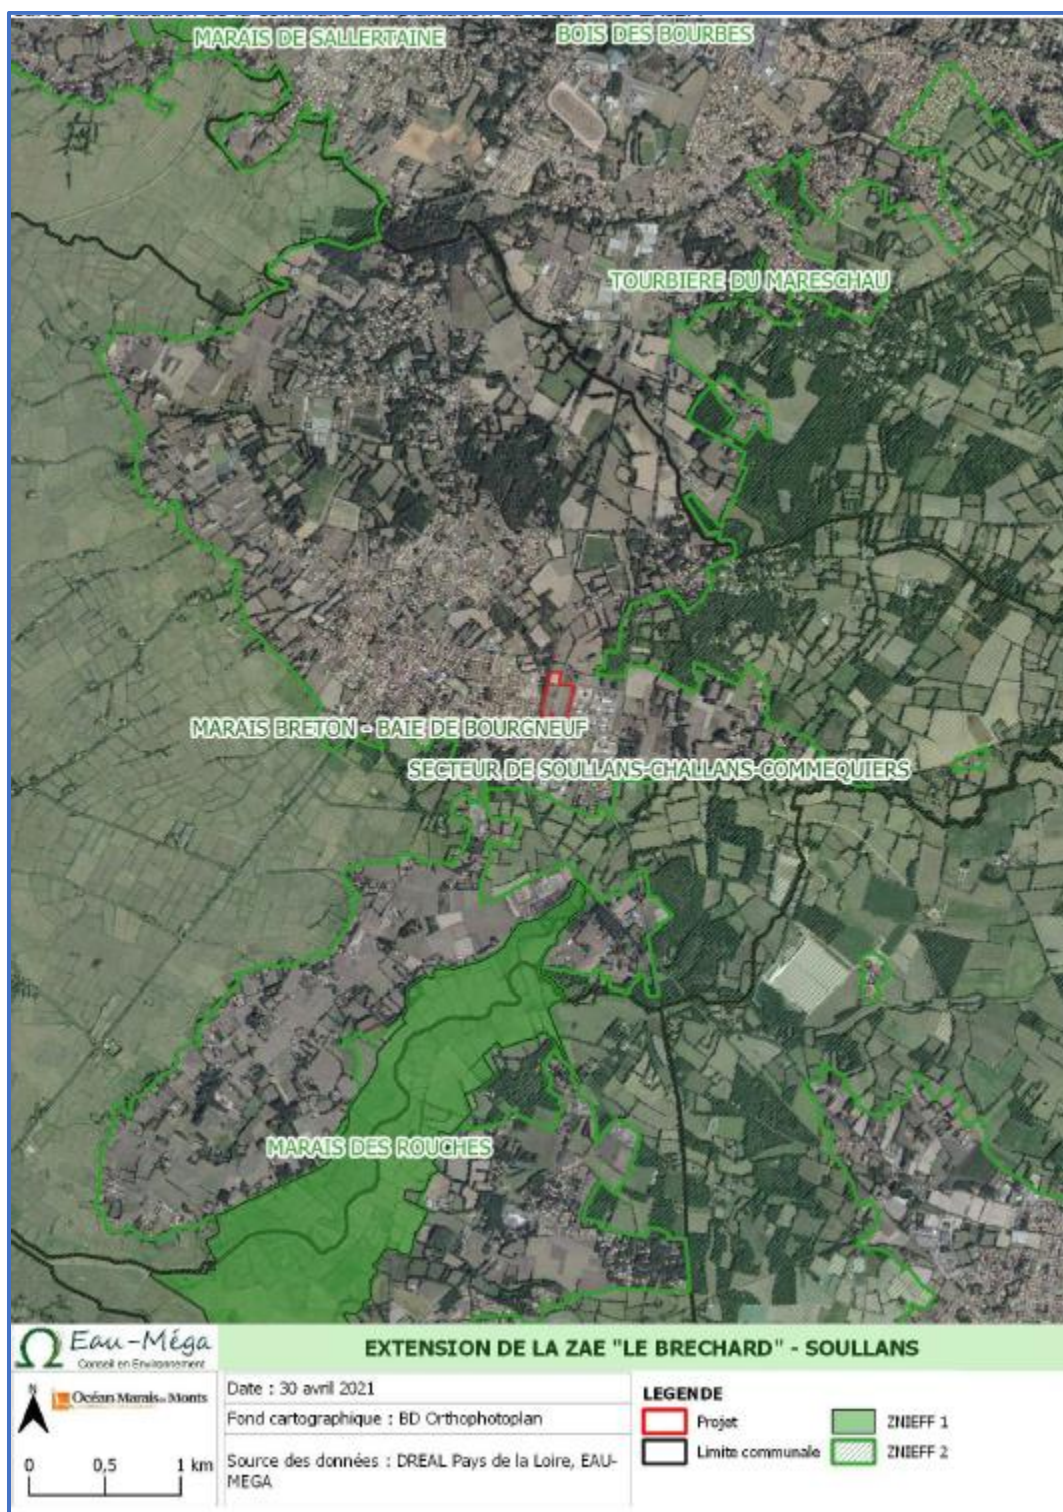 MARAIS DE SALLERTAINE
BOIS DES BOURBES
TOURBIERE DU MARESCHAU
MARAIS BRETON - BAIE DE BOURGNEUF
SECTEUR DE SOULLANS-CHALLANS-COMMEQUIERS
MARAIS DES ROUCHES
Eau-Méga
Conseil en Environnement
EXTENSION DE LA ZAE "LE BRECHARD" - SOULLANS
N
Océan Marais de Monts
0 0,5 1 km
Date : 30 avril 2021
Fond cartographique : BD Orthophotoplan
Source des données : DREAL Pays de la Loire, EAU-
MEGA
LEGENDE
Projet
Limite communale
ZNIEFF 1
ZNIEFF 2